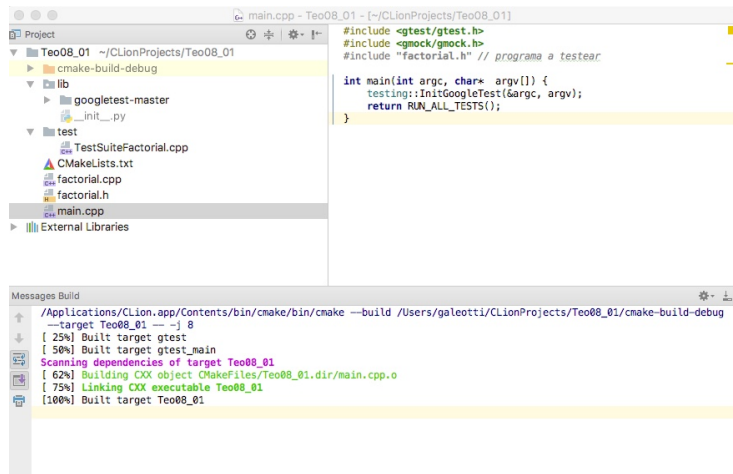 main.cpp - Teo08_01 - [~/CLionProjects/Teo08_01]
Project
Teo08_01 ~/CLionProjects/Teo08_01
cmake-build-debug
lib
googletest-master
__init__.py
test
TestSuiteFactorial.cpp
CMakeLists.txt
factorial.cpp
factorial.h
main.cpp
External Libraries
#include <gtest/gtest.h>
#include <gmock/gmock.h>
#include "factorial.h" // programa a testear
int main(int argc, char* argv[]) {
testing::InitGoogleTest(&argc, argv);
return RUN_ALL_TESTS();
}
Messages Build
/Applications/CLion.app/Contents/bin/cmake/bin/cmake --build /Users/galeotti/CLionProjects/Teo08_01/cmake-build-debug
--target Teo08_01 -- -j 8
[ 25%] Built target gtest
[ 50%] Built target gtest_main
Scanning dependencies of target Teo08_01
[ 62%] Building CXX object CMakeFiles/Teo08_01.dir/main.cpp.o
[ 75%] Linking CXX executable Teo08_01
[100%] Built target Teo08_01